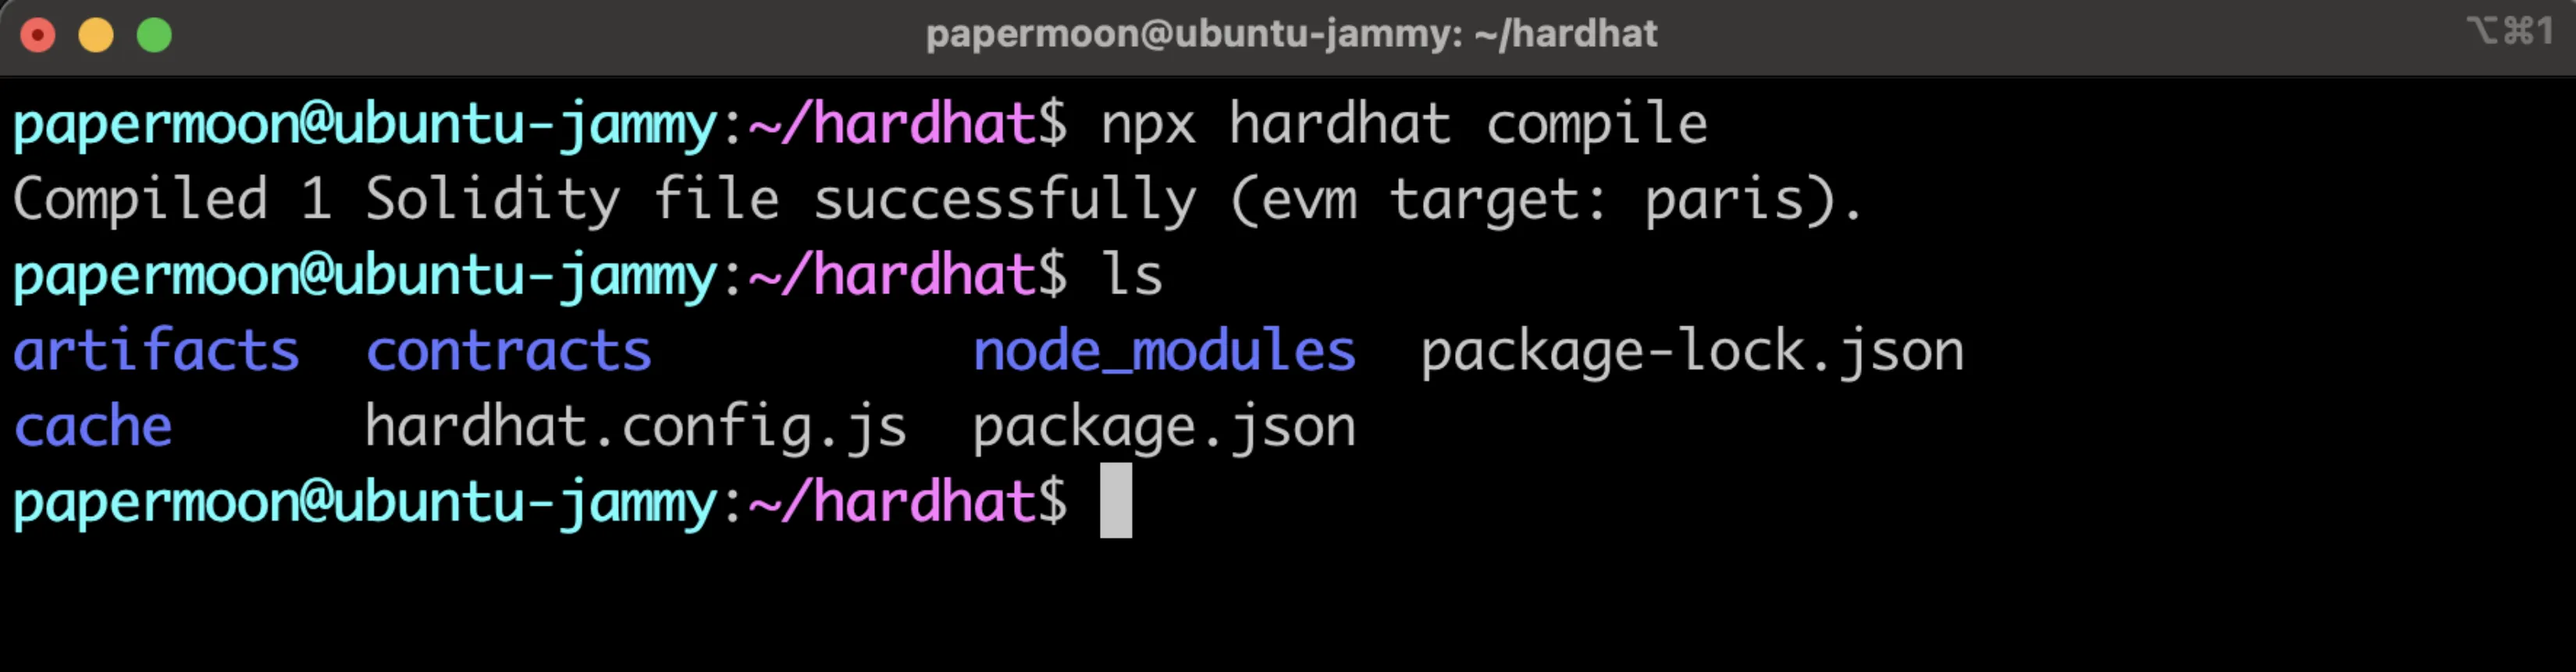 papermoon@ubuntu-jammy: ~/hardhat
⌥⌘1
papermoon@ubuntu-jammy:~/hardhat$ npx hardhat compile
Compiled 1 Solidity file successfully (evm target: paris).
papermoon@ubuntu-jammy:~/hardhat$ ls
artifacts  contracts          node_modules  package-lock.json
cache      hardhat.config.js  package.json
papermoon@ubuntu-jammy:~/hardhat$